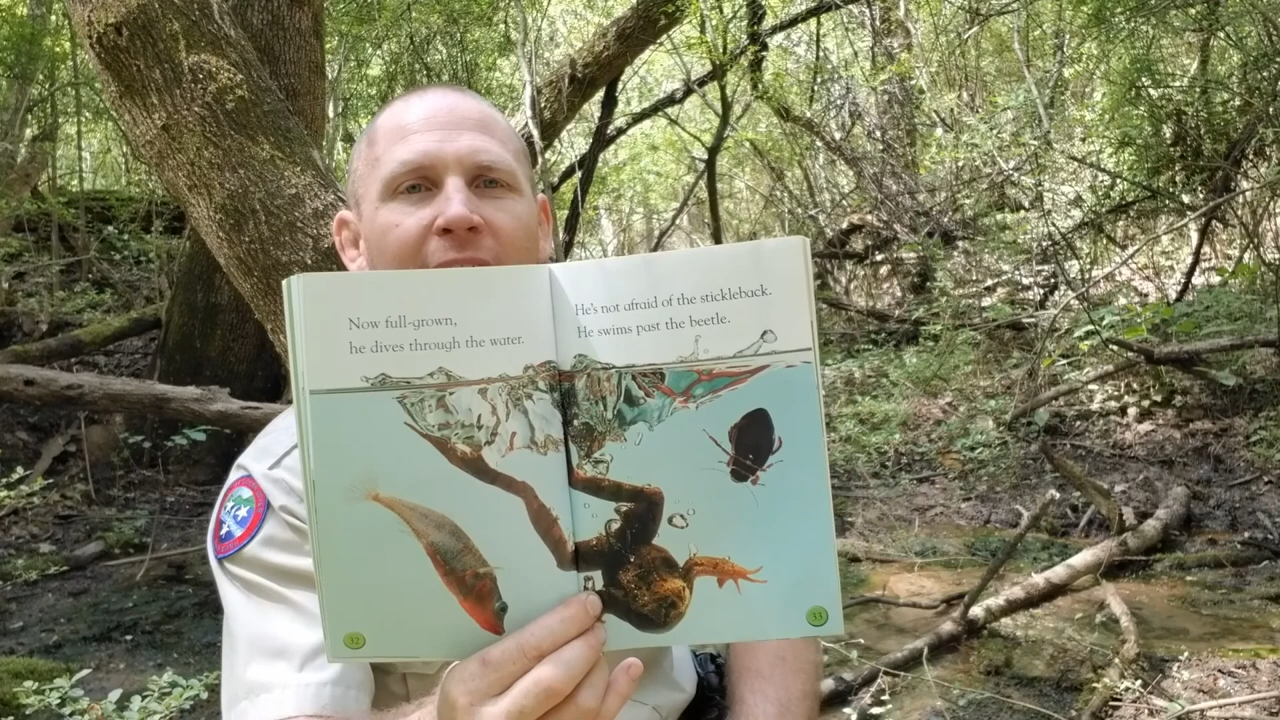 Now full-grown,
he dives through the water.
He's not afraid of the stickleback.
He swims past the beetle.
32
33